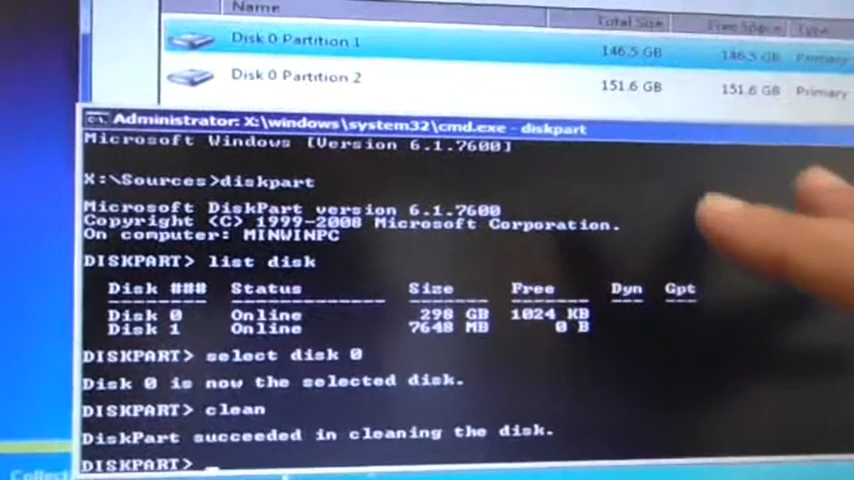 Name Total Size Free Space Type
Disk 0 Partition 1 146.5 GB 146.5 GB Primary
Disk 0 Partition 2 151.6 GB 151.6 GB Primary
Administrator: X:\windows\system32\cmd.exe - diskpart
Microsoft Windows [Version 6.1.7600]
X:\Sources>diskpart
Microsoft DiskPart version 6.1.7600
Copyright (C) 1999-2008 Microsoft Corporation.
On computer: MINWINPC
DISKPART> list disk
Disk ### Status Size Free Dyn Gpt
Disk 0 Online 298 GB 1024 KB
Disk 1 Online 7648 MB 0 B
DISKPART> select disk 0
Disk 0 is now the selected disk.
DISKPART> clean
DiskPart succeeded in cleaning the disk.
DISKPART>
Collect